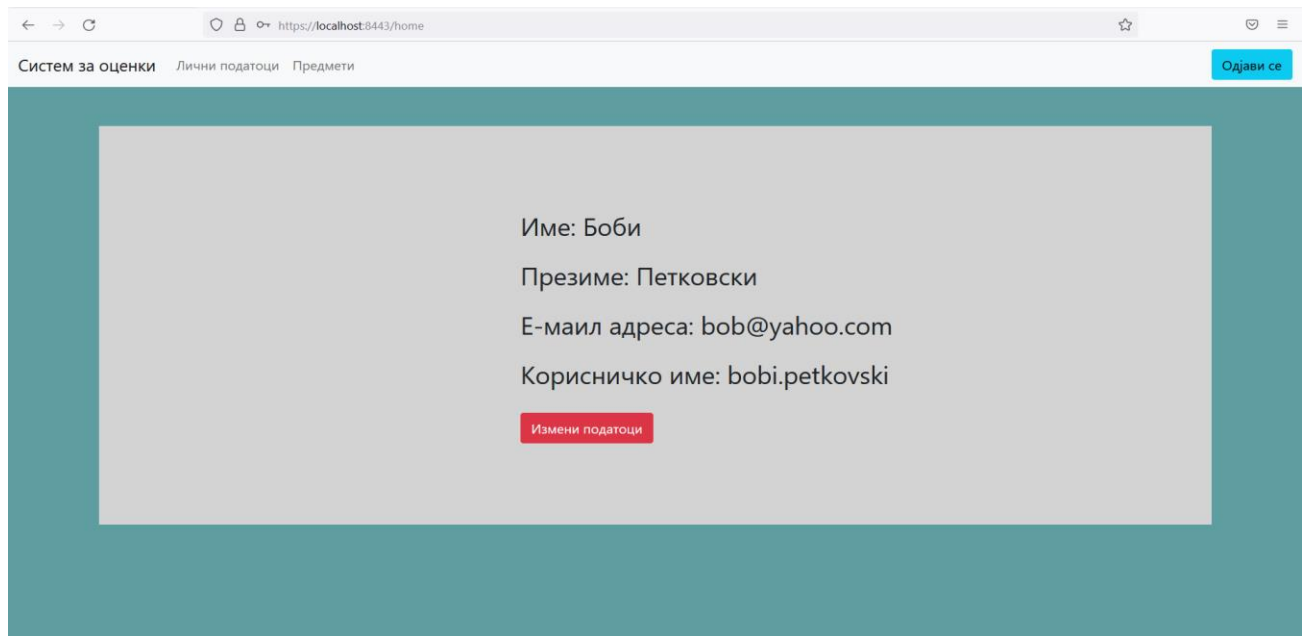 https://localhost:8443/home
Систем за оценки Лични податоци Предмети Одјави се
Име: Боби
Презиме: Петковски
Е-маил адреса: bob@yahoo.com
Корисничко име: bobi.petkovski
Измени податоци